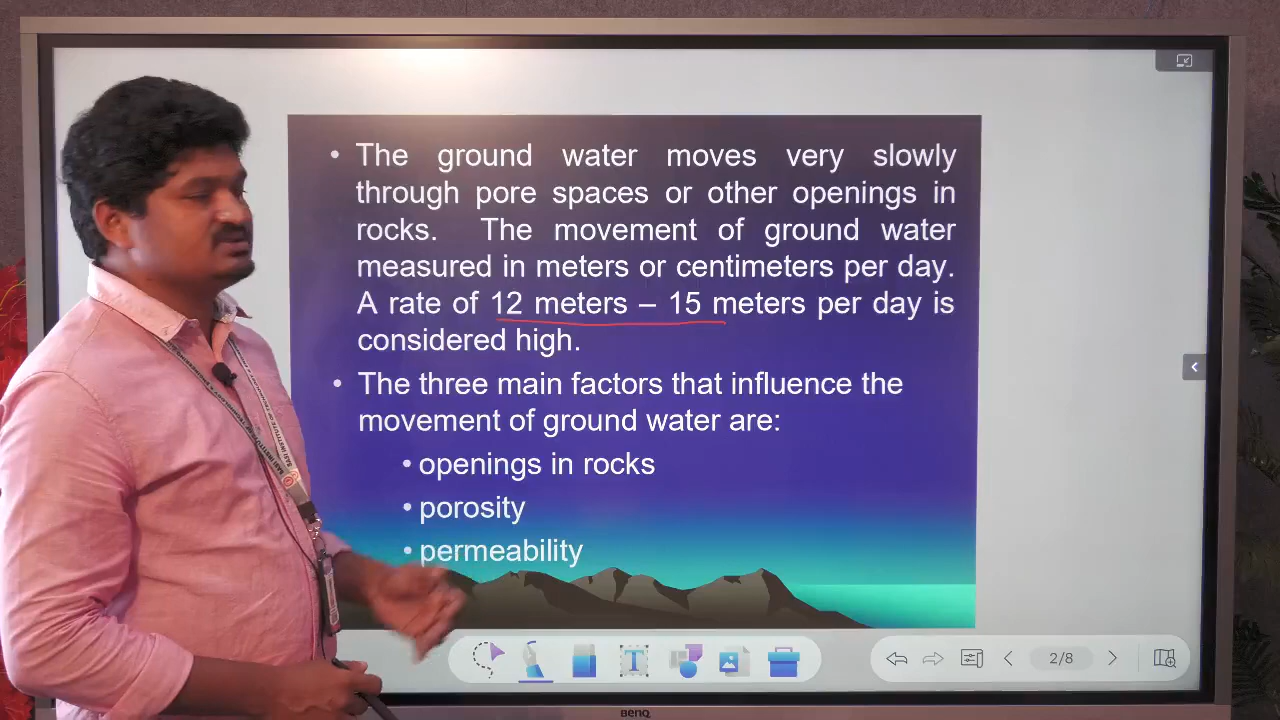 • The ground water moves very slowly
through pore spaces or other openings in
rocks. The movement of ground water
measured in meters or centimeters per day.
A rate of 12 meters – 15 meters per day is
considered high.
• The three main factors that influence the
movement of ground water are:
• openings in rocks
• porosity
• permeability
T
2/8
BenQ